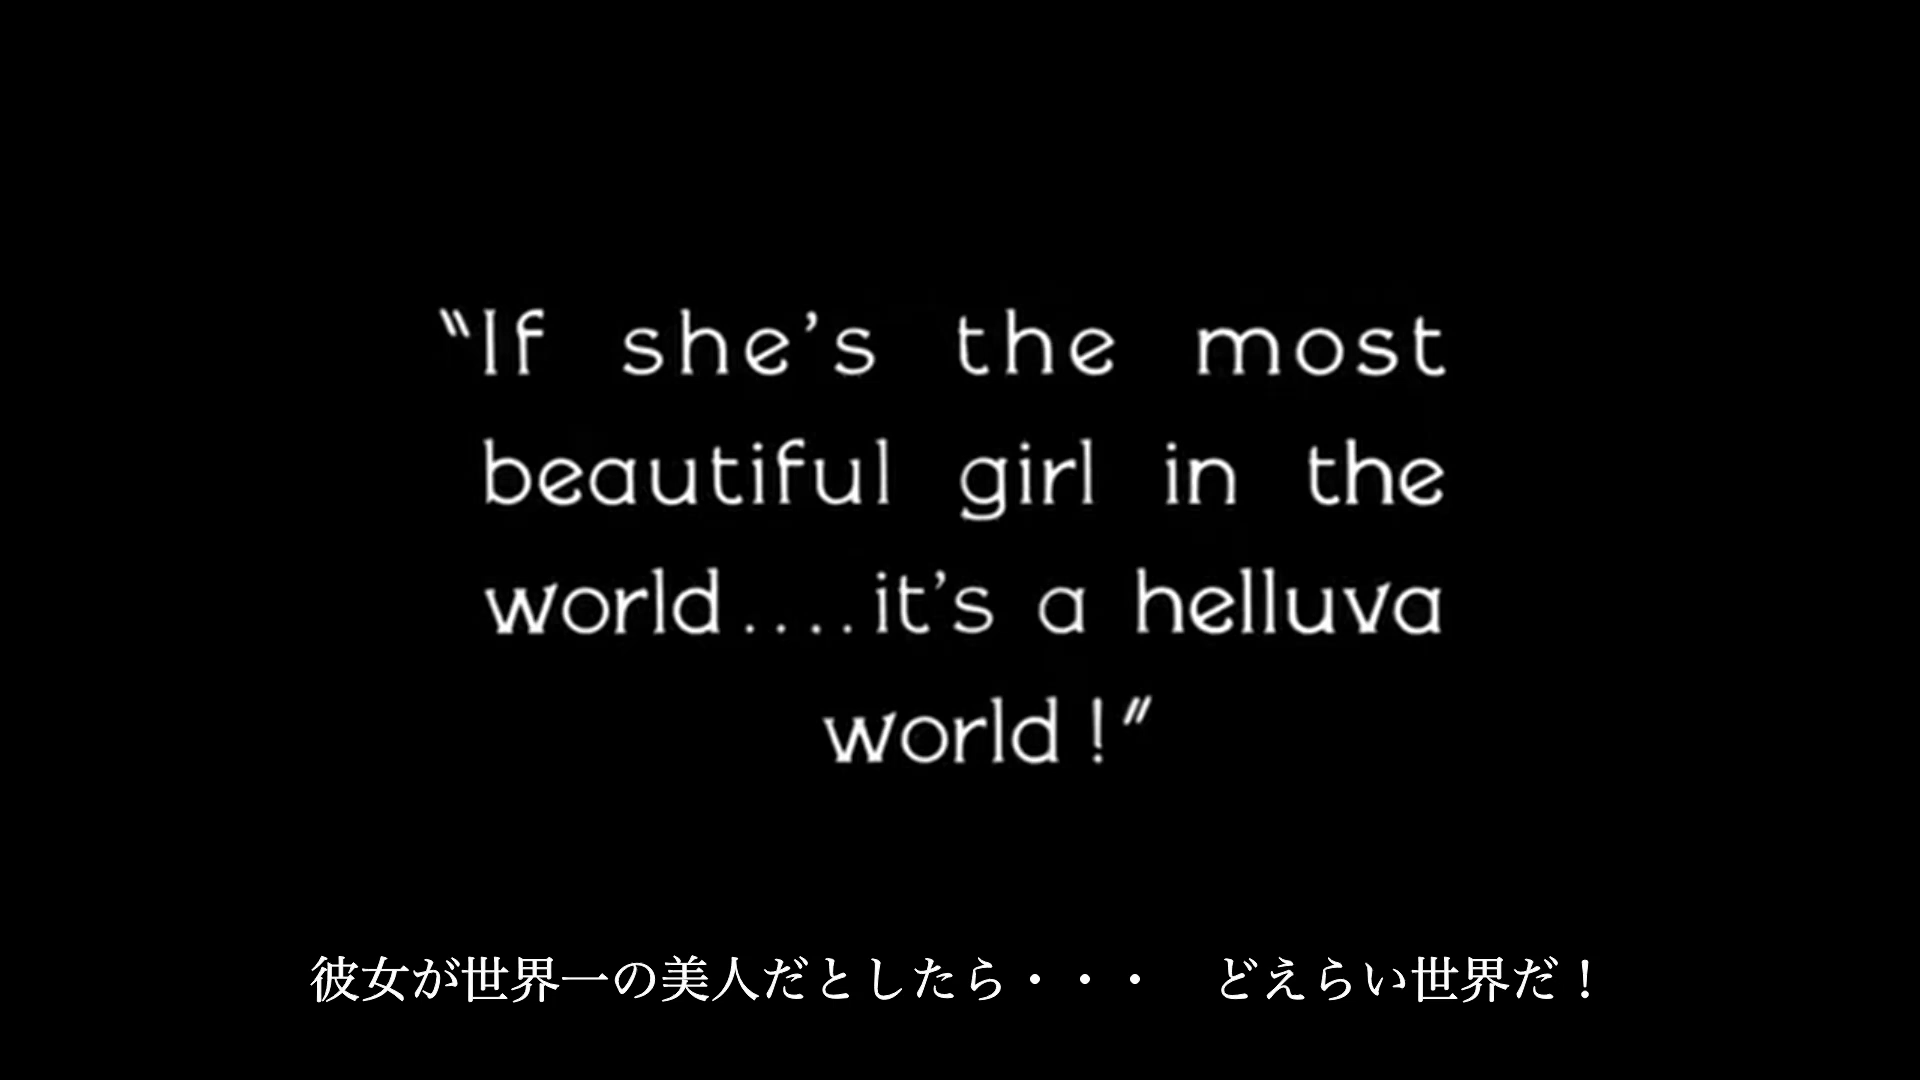 “If she’s the most
beautiful girl in the
world....it’s a helluva
world!”
彼女が世界一の美人だとしたら・・・　どえらい世界だ！